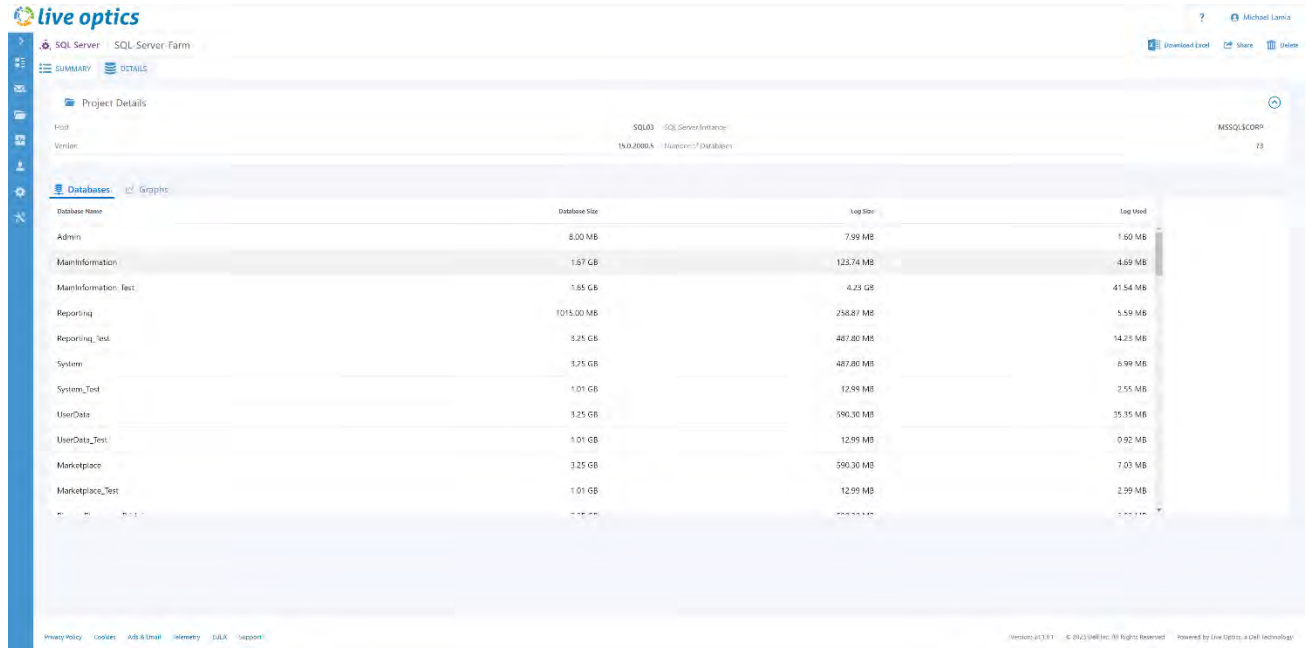 live optics
? Michael Lamia
SQL Server SQL-Server-Farm
Download Excel Share Delete
SUMMARY DETAILS
Project Details
Host SQL03 SQL Server Instance MSSQL$CORP
Version 15.0.2000.5 Number of Databases 73
Databases Graphs
Database Name Database Size Log Size Log Used
Admin 8.00 MB 7.99 MB 1.60 MB
MainInformation 1.67 GB 123.74 MB 4.69 MB
MainInformation_Test 1.65 GB 4.23 GB 41.54 MB
Reporting 1015.00 MB 258.87 MB 5.59 MB
Reporting_Test 3.25 GB 487.80 MB 14.23 MB
System 3.25 GB 487.80 MB 6.99 MB
System_Test 1.01 GB 12.99 MB 2.55 MB
UserData 3.25 GB 590.30 MB 35.35 MB
UserData_Test 1.01 GB 12.99 MB 0.92 MB
Marketplace 3.25 GB 590.30 MB 7.03 MB
Marketplace_Test 1.01 GB 12.99 MB 2.99 MB
Privacy Policy Cookies Ads & Email Telemetry EULA Support
Version: © 2025 Dell Inc. All Rights Reserved Powered by Live Optics, a Dell technology